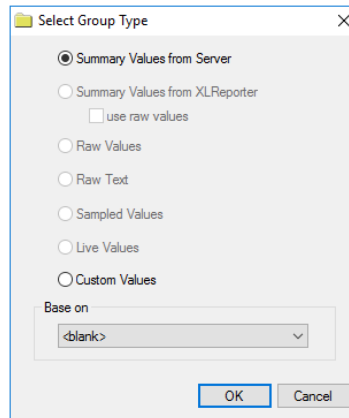 Select Group Type
Summary Values from Server
Summary Values from XLReporter
use raw values
Raw Values
Raw Text
Sampled Values
Live Values
Custom Values
Base on
<blank>
OK Cancel